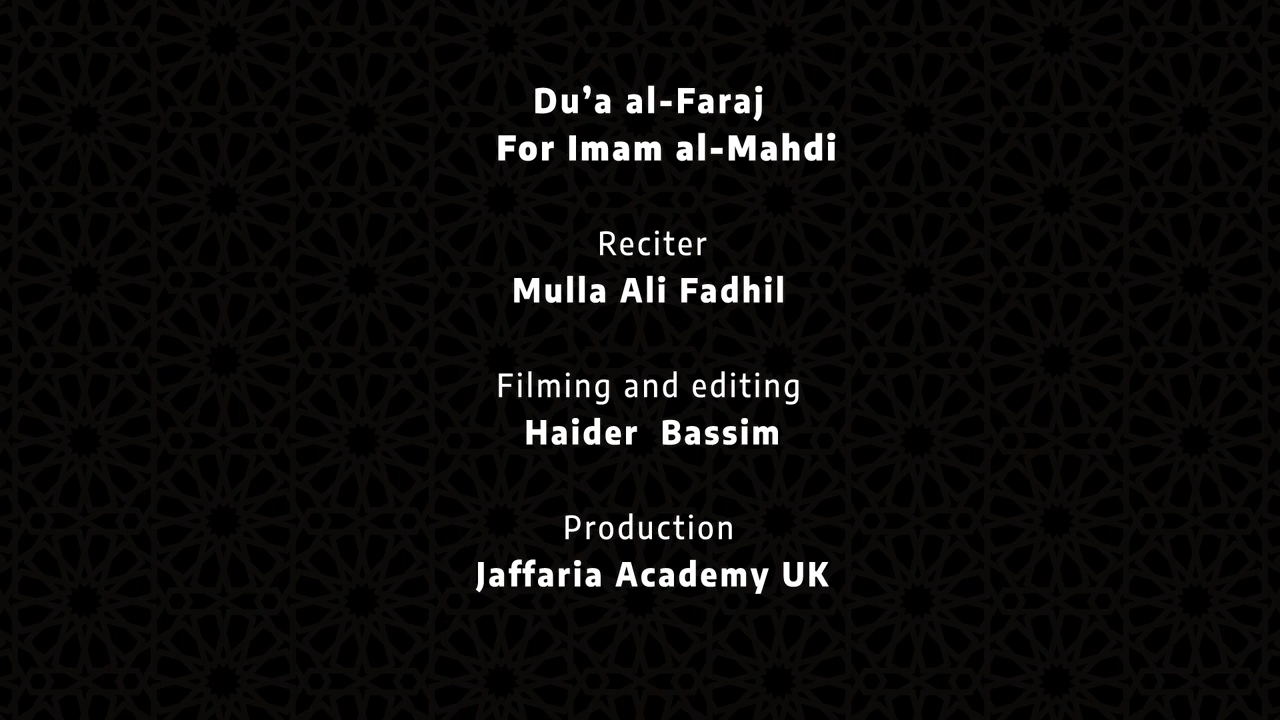 Du’a al-Faraj
For Imam al-Mahdi
Reciter
Mulla Ali Fadhil
Filming and editing
Haider Bassim
Production
Jaffaria Academy UK